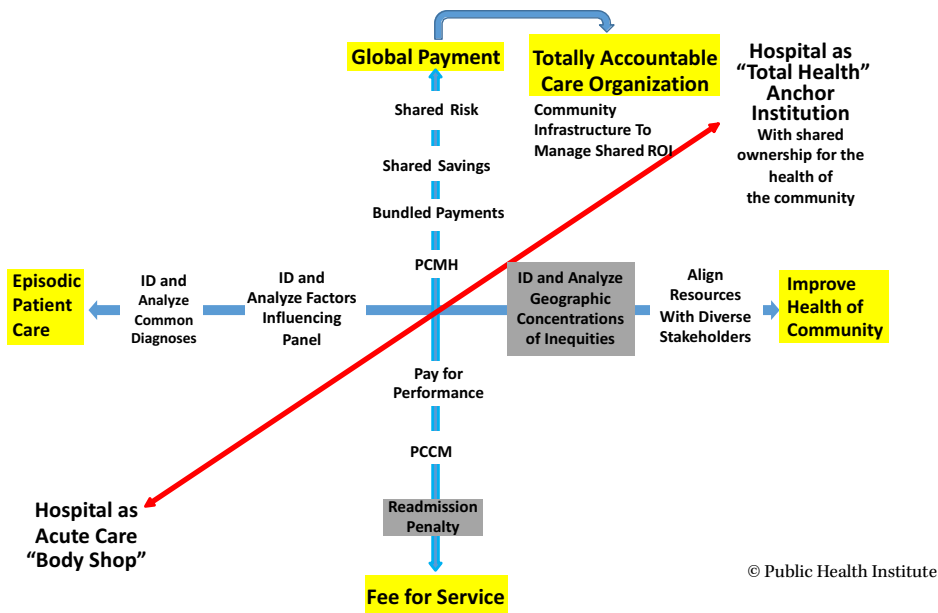 Global Payment
Totally Accountable
Care Organization
Hospital as
“Total Health”
Anchor
Institution
With shared
ownership for the
health of
the community
Community
Infrastructure To
Manage Shared ROI
Shared Risk
Shared Savings
Bundled Payments
PCMH
Episodic
Patient
Care
ID and
Analyze
Common
Diagnoses
ID and
Analyze Factors
Influencing
Panel
ID and Analyze
Geographic
Concentrations
of Inequities
Align
Resources
With Diverse
Stakeholders
Improve
Health of
Community
Pay for
Performance
PCCM
Readmission
Penalty
Fee for Service
Hospital as
Acute Care
“Body Shop”
© Public Health Institute